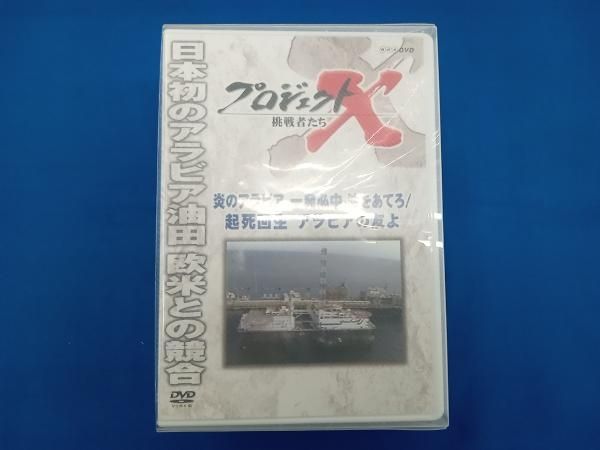 日本初のアラビア油田 欧米との競合
NHK DVD
プロジェクトX
挑戦者たち
炎のアラビア 一発必中 をあてろ/
起死回生 アラビアの友よ
DVD